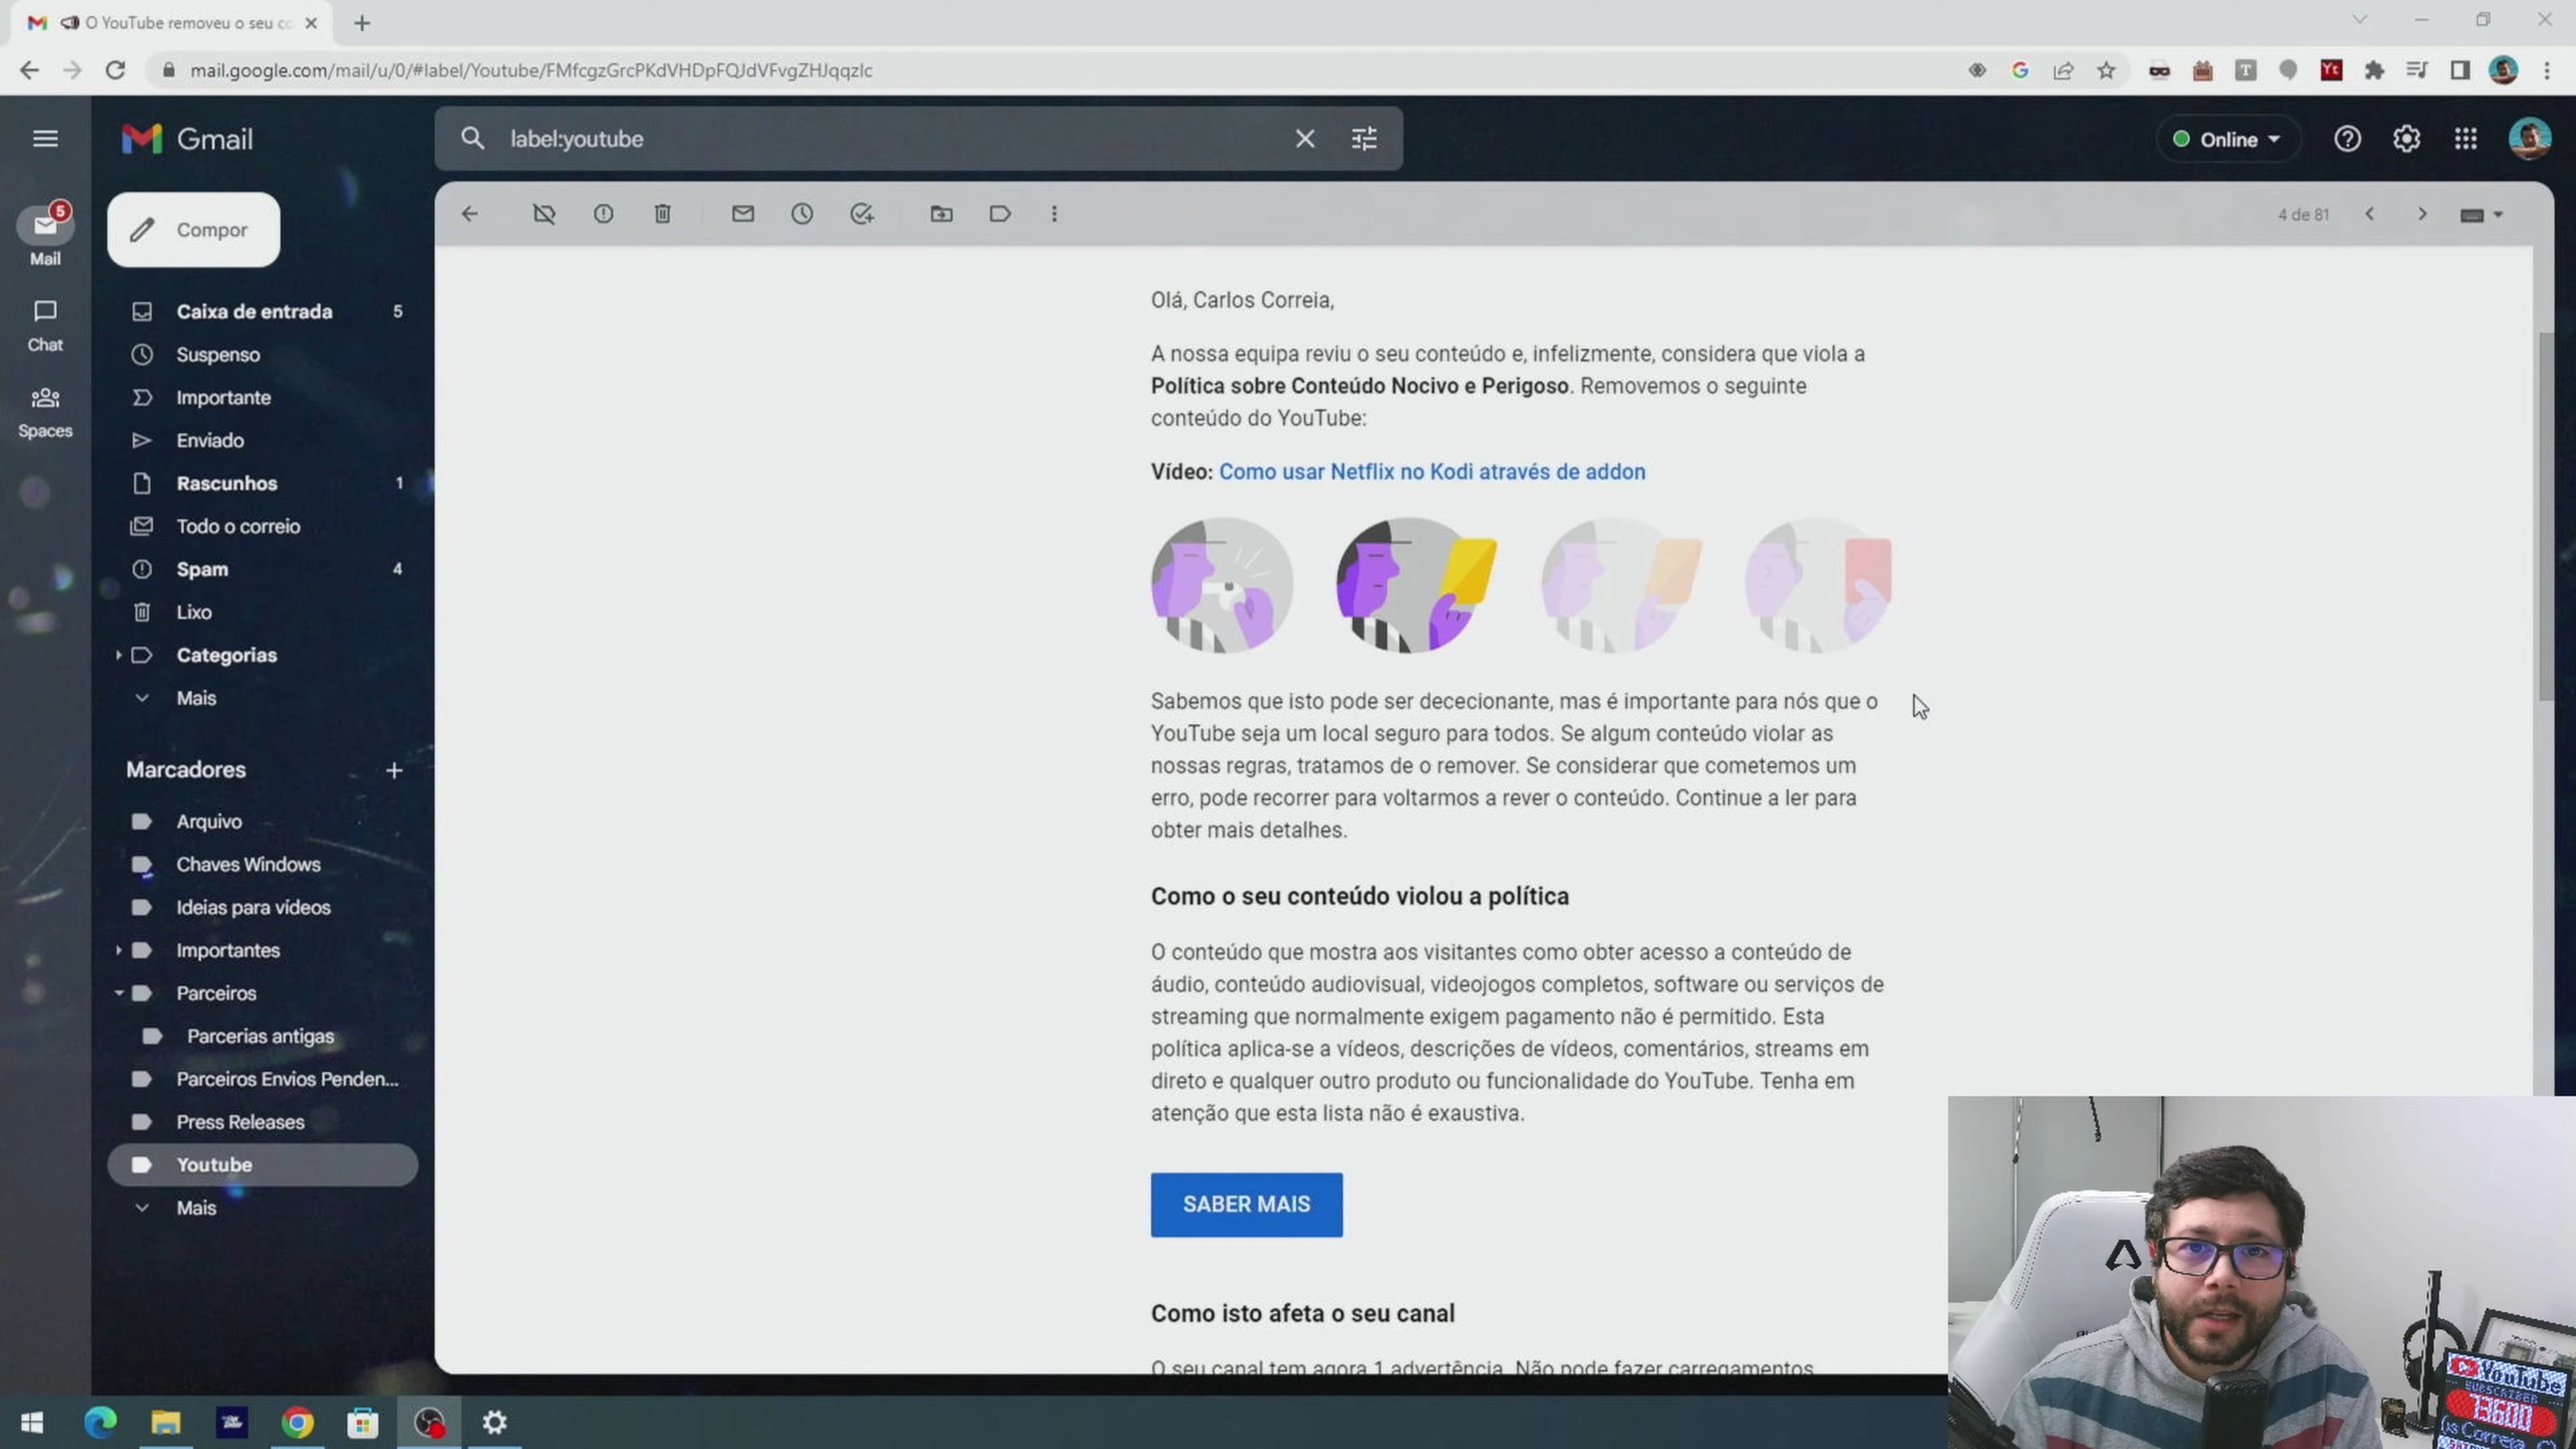 O YouTube removeu o seu co
mail.google.com/mail/u/0/#label/Youtube/FMfcgzGrcPKdVHDpFQJdVFvgZHJqqzlc
Gmail
label:youtube
Online
5
Mail
Chat
Spaces
Compor
Caixa de entrada 5
Suspenso
Importante
Enviado
Rascunhos 1
Todo o correio
Spam 4
Lixo
Categorias
Mais
Marcadores
Arquivo
Chaves Windows
Ideias para vídeos
Importantes
Parceiros
Parcerias antigas
Parceiros Envios Penden...
Press Releases
Youtube
Mais
4 de 81
Olá, Carlos Correia,
A nossa equipa reviu o seu conteúdo e, infelizmente, considera que viola a
Política sobre Conteúdo Nocivo e Perigoso. Removemos o seguinte
conteúdo do YouTube:
Vídeo: Como usar Netflix no Kodi através de addon
Sabemos que isto pode ser dececionante, mas é importante para nós que o
YouTube seja um local seguro para todos. Se algum conteúdo violar as
nossas regras, tratamos de o remover. Se considerar que cometemos um
erro, pode recorrer para voltarmos a rever o conteúdo. Continue a ler para
obter mais detalhes.
Como o seu conteúdo violou a política
O conteúdo que mostra aos visitantes como obter acesso a conteúdo de
áudio, conteúdo audiovisual, videojogos completos, software ou serviços de
streaming que normalmente exigem pagamento não é permitido. Esta
política aplica-se a vídeos, descrições de vídeos, comentários, streams em
direto e qualquer outro produto ou funcionalidade do YouTube. Tenha em
atenção que esta lista não é exaustiva.
SABER MAIS
Como isto afeta o seu canal
O seu canal tem agora 1 advertência. Não pode fazer carregamentos
YouTube
SUBSCRIBER
13600
os Correia